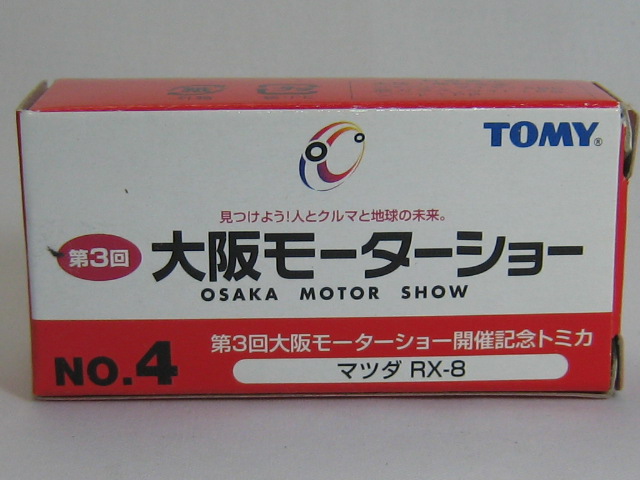 TOMY®
見つけよう!人とクルマと地球の未来。
第3回
大阪モーターショー
OSAKA MOTOR SHOW
第3回大阪モーターショー開催記念トミカ
NO.4
マツダ RX-8